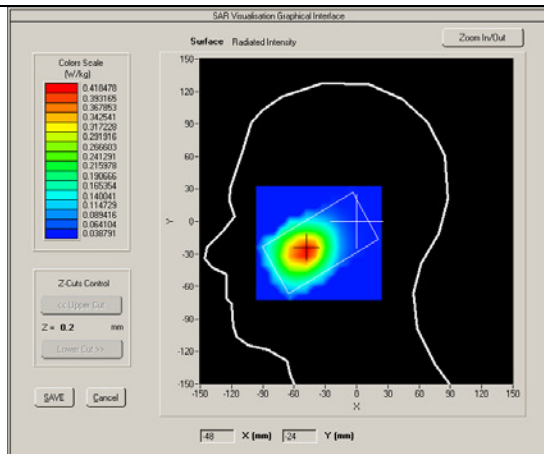 SAR Visualisation Graphical Interface
Surface Radiated Intensity
Zoom In/Out
Colors Scale
(W/kg)
0.418478
0.393165
0.367853
0.342541
0.317228
0.291916
0.266603
0.241291
0.215978
0.190666
0.165354
0.140041
0.114729
0.089416
0.064104
0.038791
Z-Cuts Control
<< Upper Cut
Z = 0.2 mm
Lower Cut >>
SAVE Cancel
Y
150
120
90
60
30
0
-30
-60
-90
-120
-150
-150 -120 -90 -60 -30 0 30 60 90 120 150
X
-48 X (mm) -24 Y (mm)